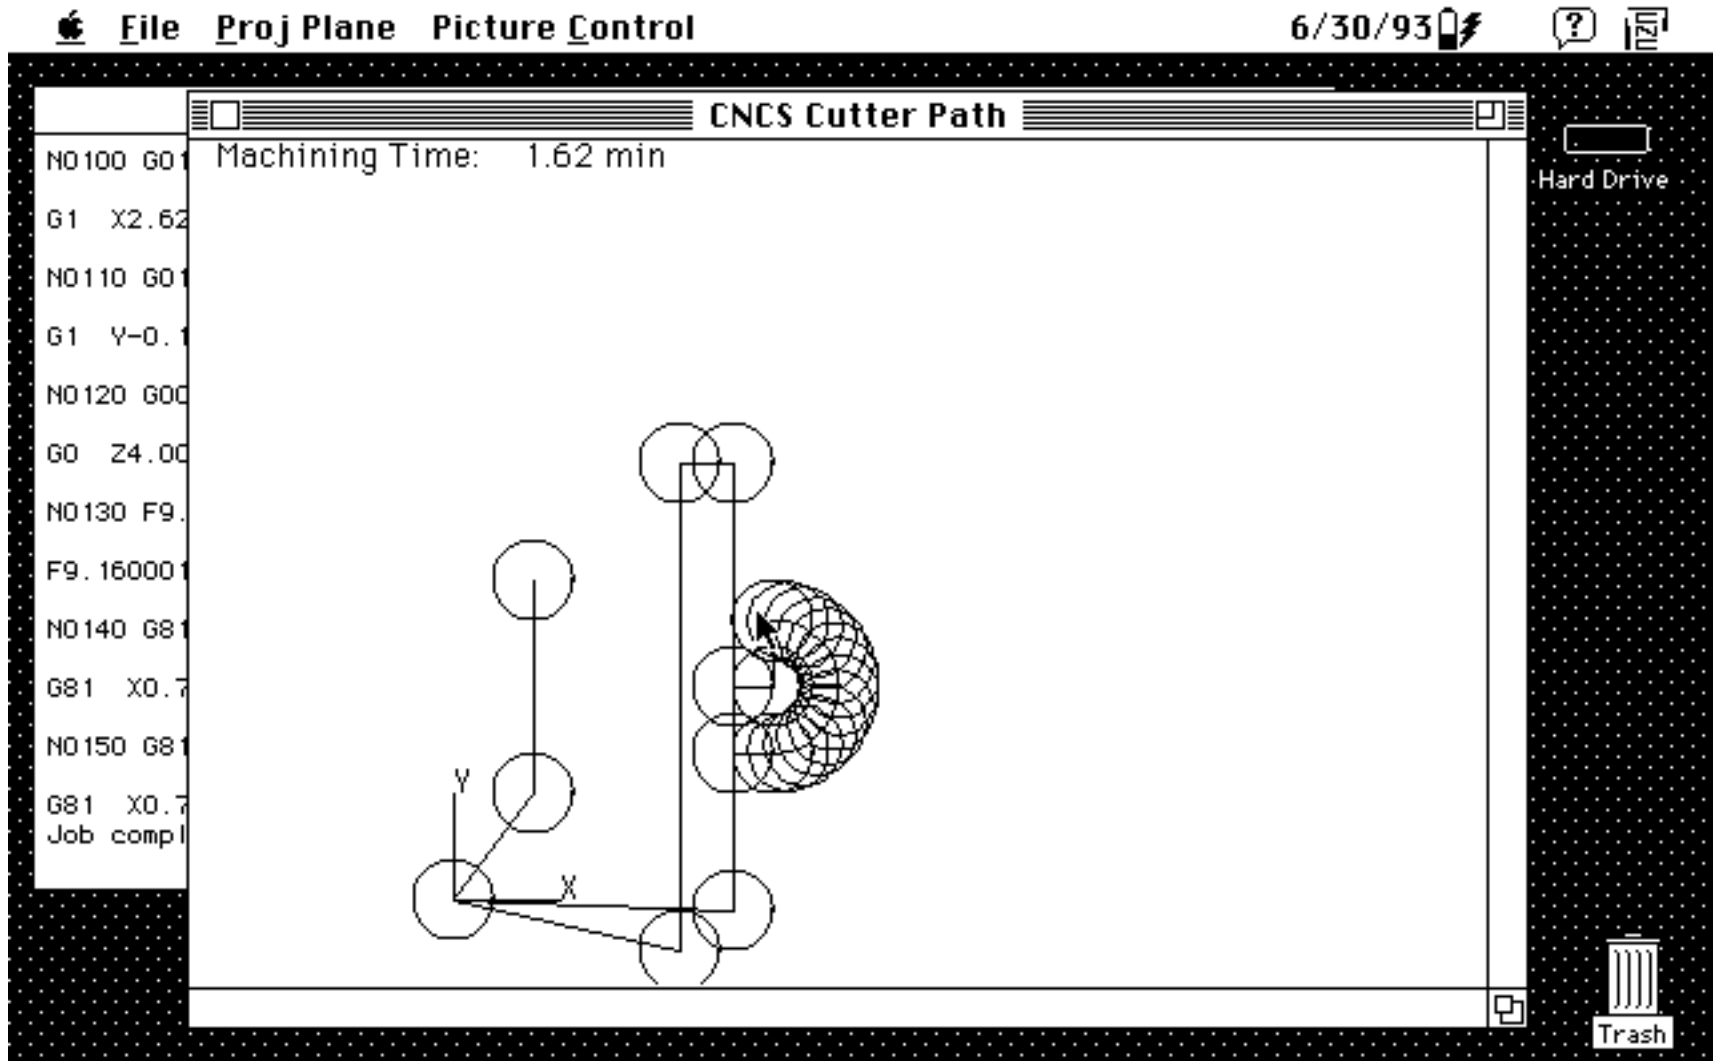 File Proj Plane Picture Control 6/30/93 ?
CNCS Cutter Path
Machining Time: 1.62 min
N0100 G01
G1 X2.62
N0110 G01
G1 Y-0.1
N0120 G00
G0 Z4.00
N0130 F9.
F9.160001
N0140 G81
G81 X0.7
N0150 G81
G81 X0.7
Job compl
Y
X
Hard Drive
Trash